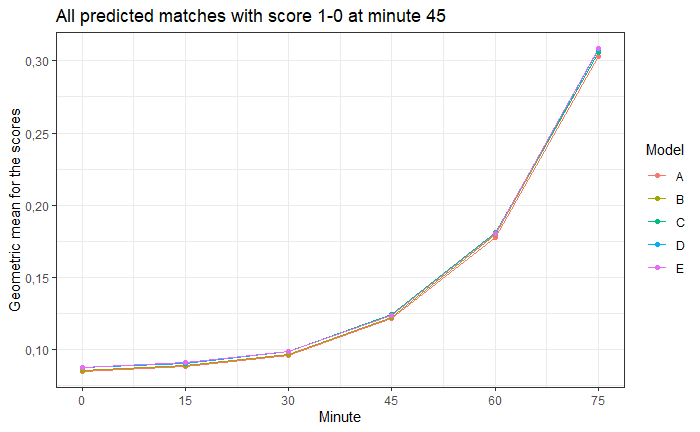 All predicted matches with score 1-0 at minute 45
Geometric mean for the scores
0,30
0,25
0,20
0,15
0,10
0 15 30 45 60 75
Minute
Model
A
B
C
D
E